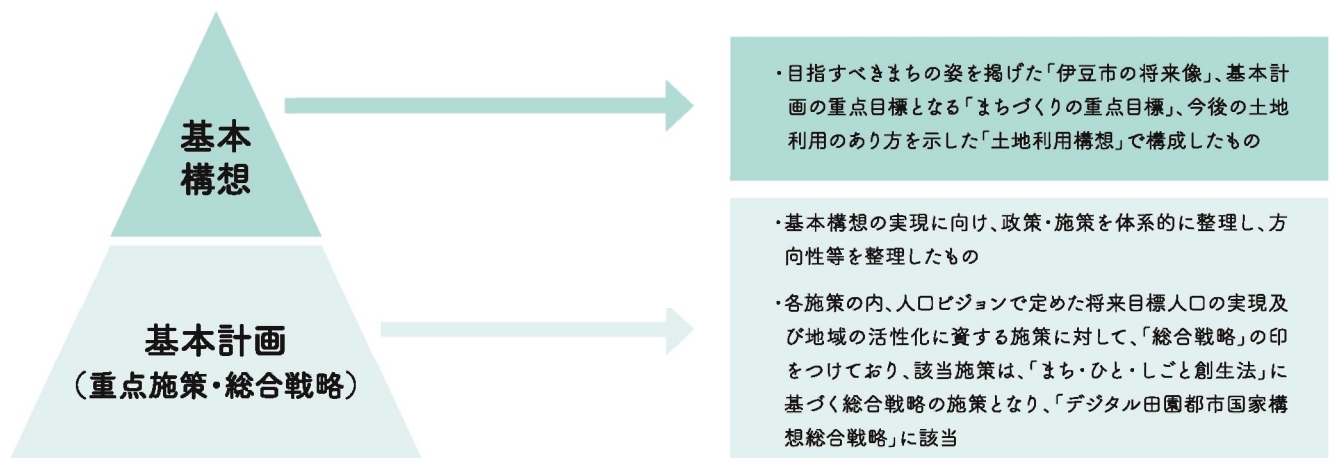 基本
構想
・目指すべきまちの姿を掲げた「伊豆市の将来像」、基本計
画の重点目標となる「まちづくりの重点目標」、今後の土地
利用のあり方を示した「土地利用構想」で構成したもの
基本計画
（重点施策・総合戦略）
・基本構想の実現に向け、政策・施策を体系的に整理し、方
向性等を整理したもの
・各施策の内、人口ビジョンで定めた将来目標人口の実現及
び地域の活性化に資する施策に対して、「総合戦略」の印
をつけており、該当施策は、「まち・ひと・しごと創生法」に
基づく総合戦略の施策となり、「デジタル田園都市国家構
想総合戦略」に該当